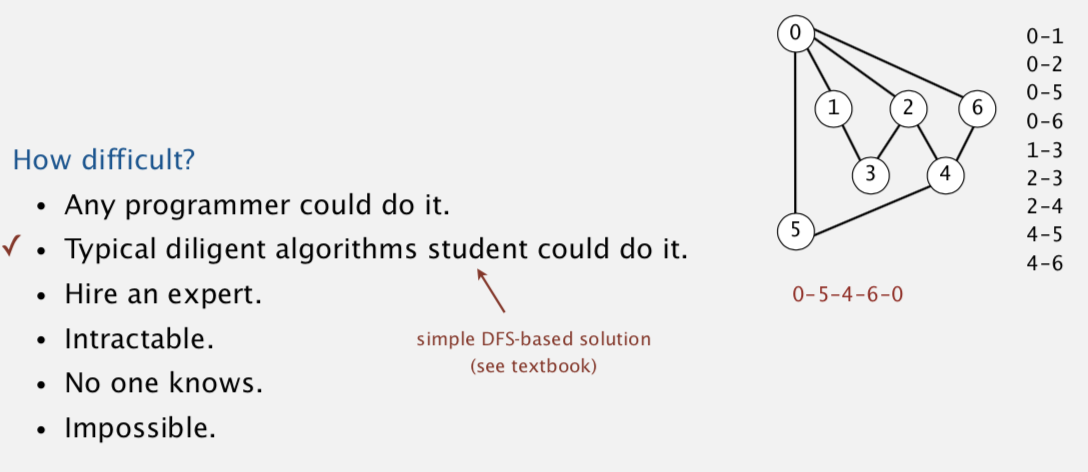 How difficult?
• Any programmer could do it.
✓ • Typical diligent algorithms student could do it.
• Hire an expert.
• Intractable.
• No one knows.
• Impossible.
simple DFS-based solution
(see textbook)
0
1
2
6
3
4
5
0-5-4-6-0
0-1
0-2
0-5
0-6
1-3
2-3
2-4
4-5
4-6